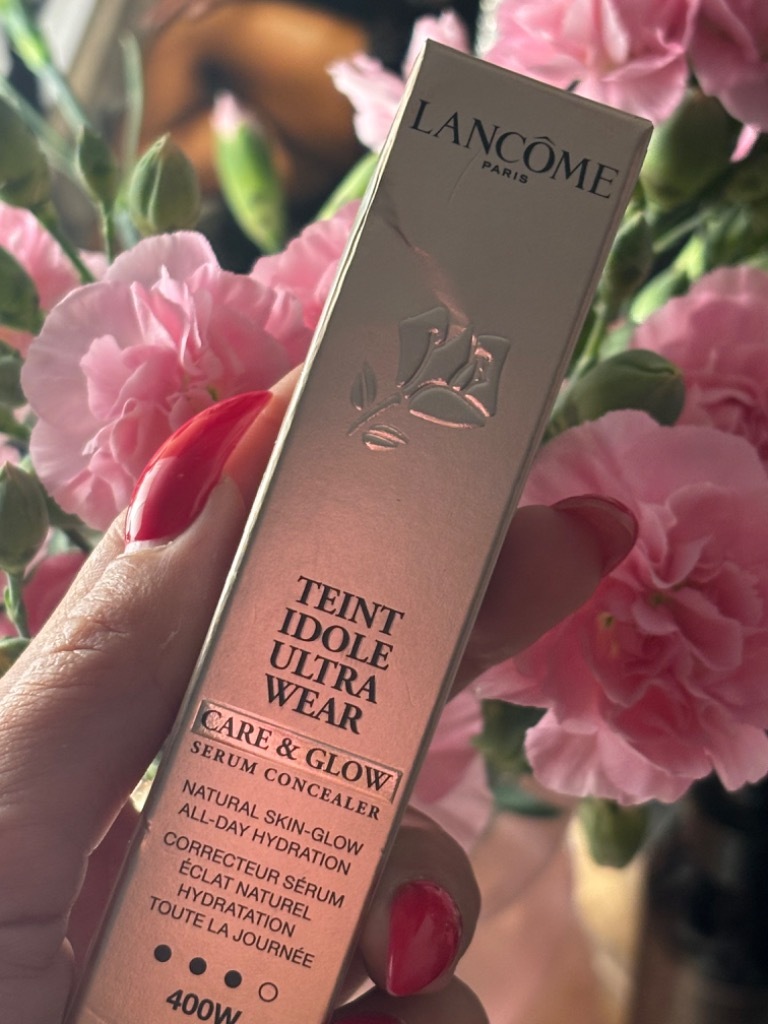 LANCÔME
PARIS
TEINT
IDOLE
ULTRA
WEAR
CARE & GLOW
SERUM CONCEALER
NATURAL SKIN-GLOW
ALL-DAY HYDRATION
CORRECTEUR SÉRUM
ÉCLAT NATUREL
HYDRATATION
TOUTE LA JOURNÉE
400W